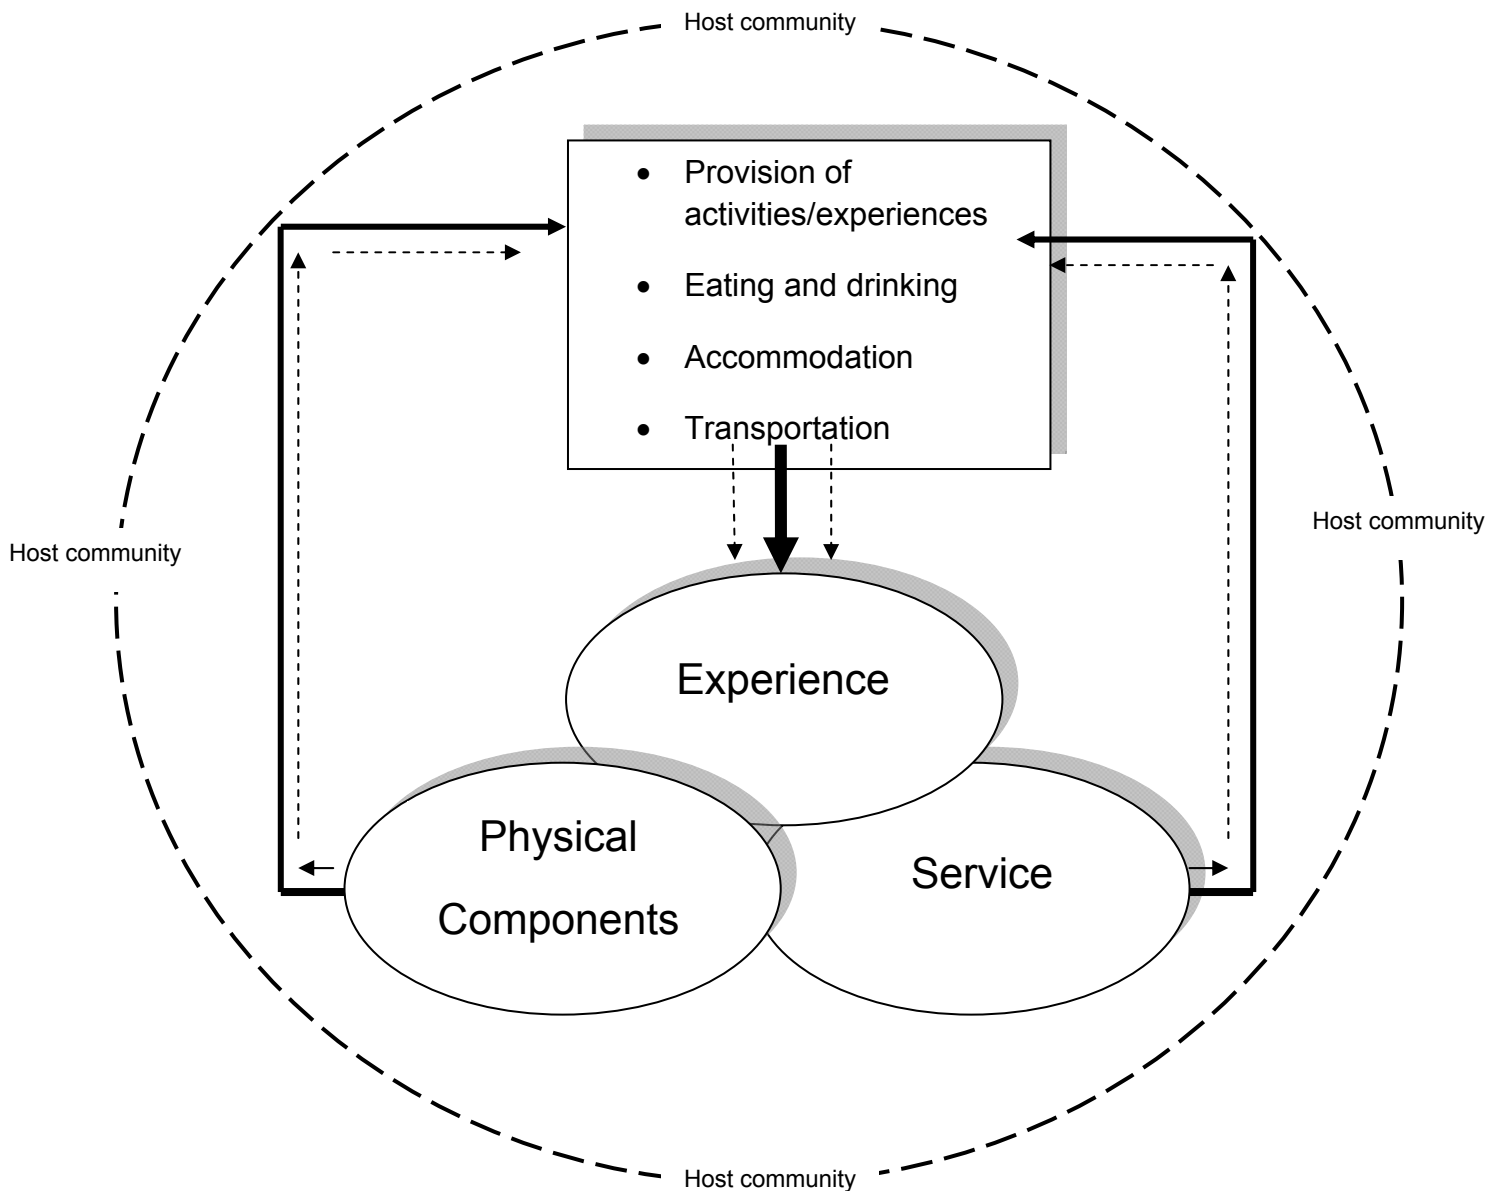 Host community
• Provision of
activities/experiences
• Eating and drinking
• Accommodation
• Transportation
Host community
Host community
Experience
Physical
Components
Service
Host community